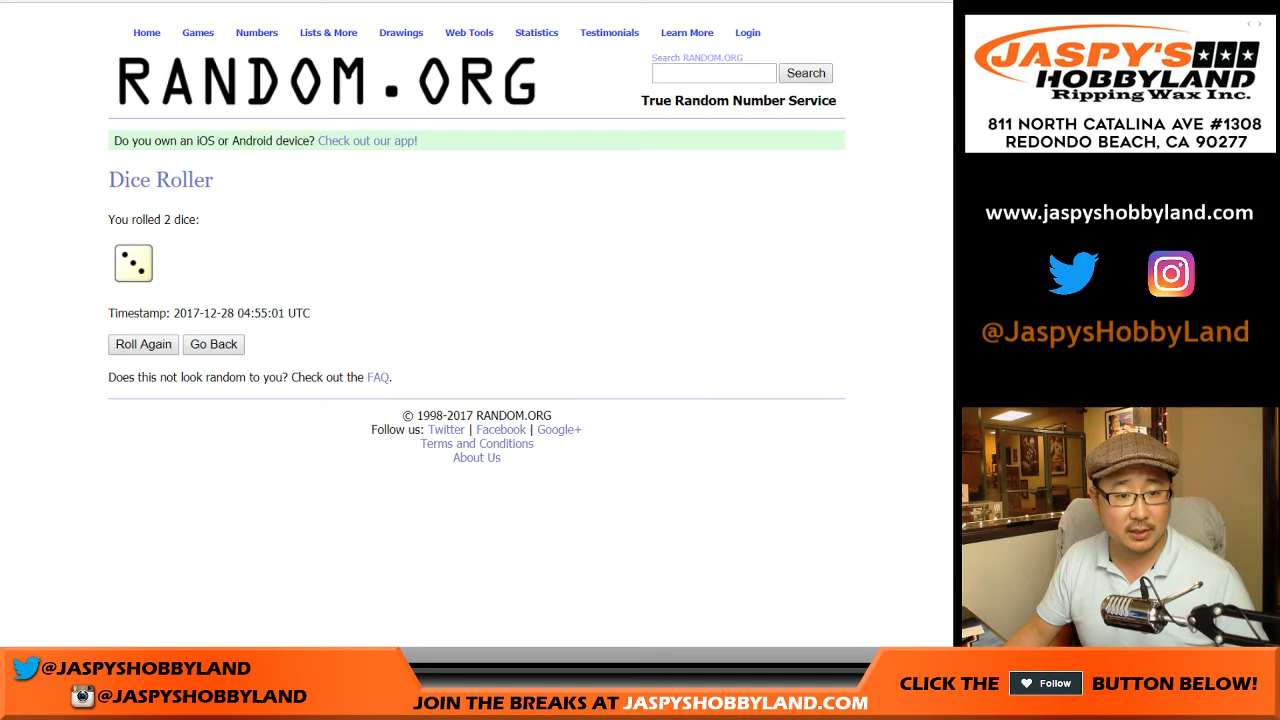 Home Games Numbers Lists & More Drawings Web Tools Statistics Testimonials Learn More Login
RANDOM.ORG
Search RANDOM.ORG
Search
True Random Number Service
Do you own an iOS or Android device? Check out our app!
Dice Roller
You rolled 2 dice:
Timestamp: 2017-12-28 04:55:01 UTC
Roll Again Go Back
Does this not look random to you? Check out the FAQ.
© 1998-2017 RANDOM.ORG
Follow us: Twitter | Facebook | Google+
Terms and Conditions
About Us
JASPY'S
HOBBYLAND
Ripping Wax Inc.
811 NORTH CATALINA AVE #1308
REDONDO BEACH, CA 90277
www.jaspyshobbyland.com
@JaspysHobbyLand
@JASPYSHOBBYLAND
@JASPYSHOBBYLAND
JOIN THE BREAKS AT JASPYSHOBBYLAND.COM
CLICK THE Follow BUTTON BELOW!